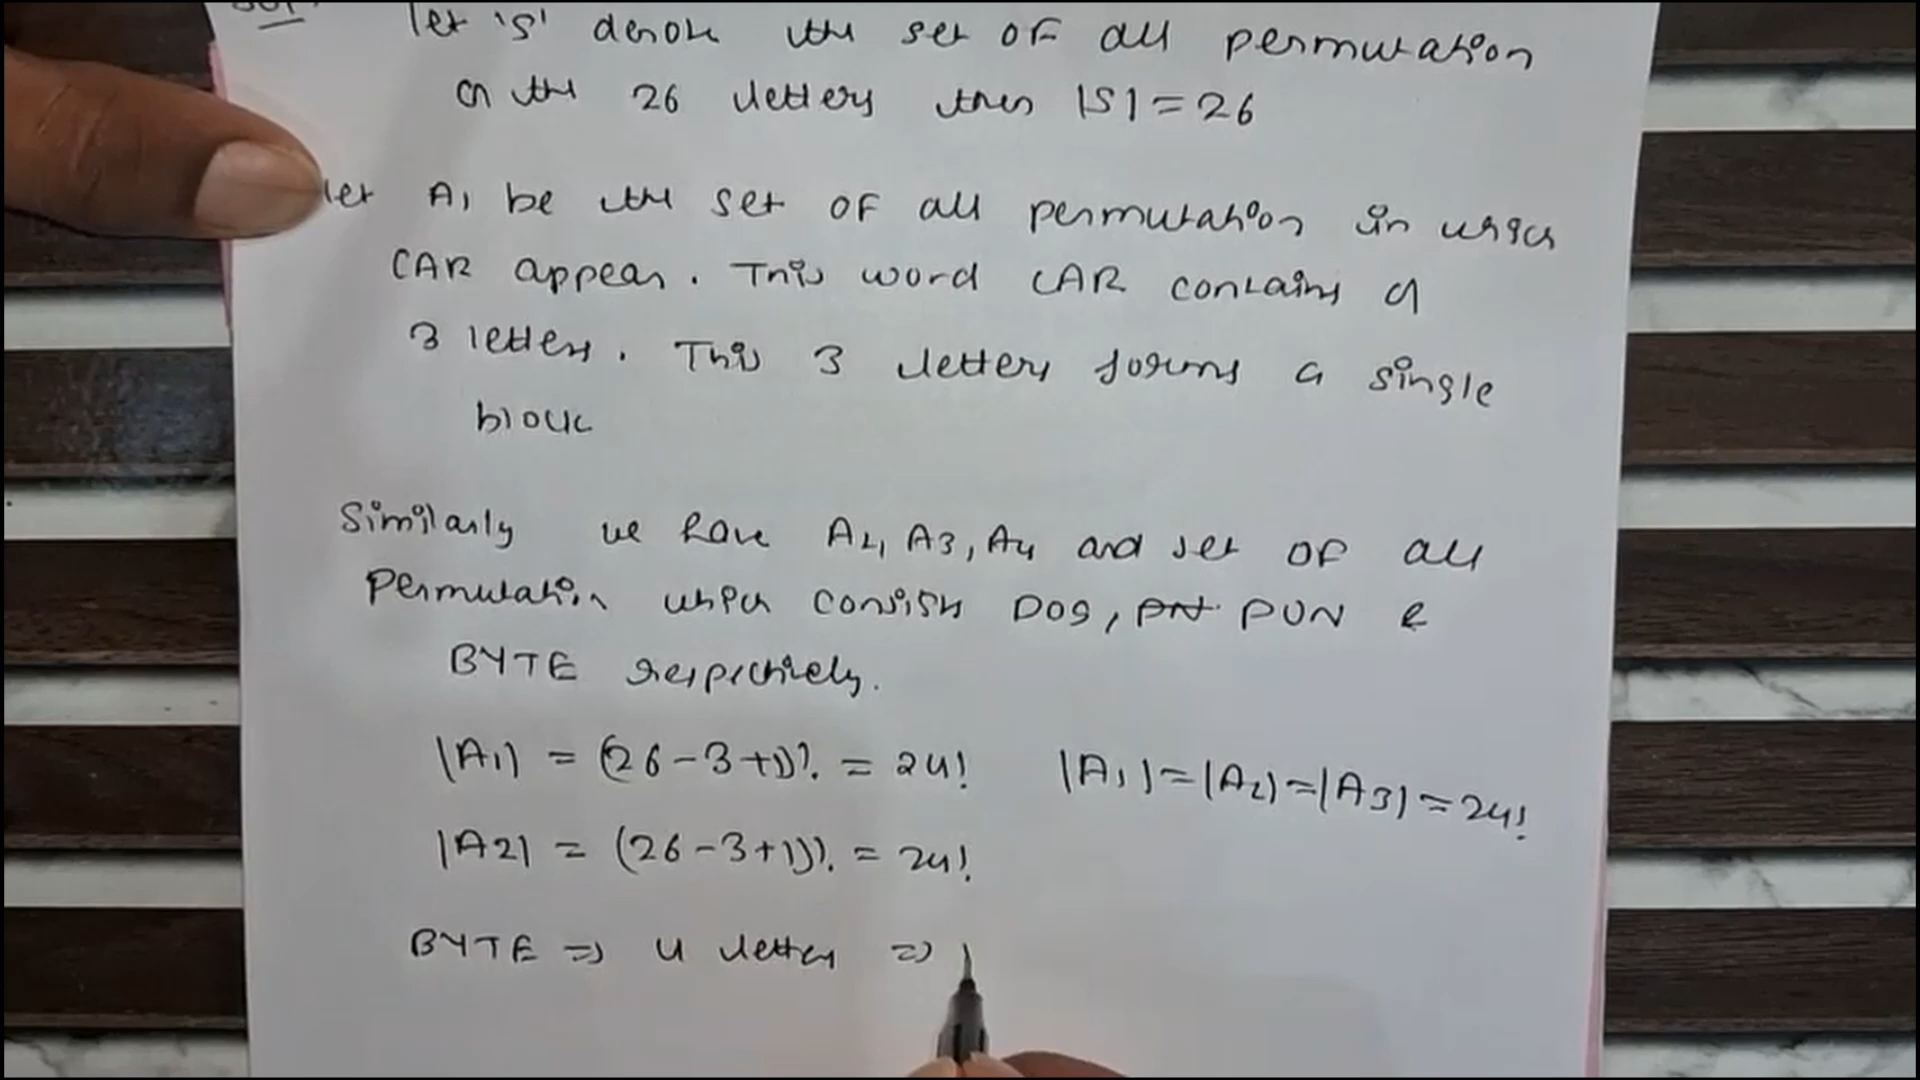 let 's' denote the set OF all permutation
on the 26 letters then |S| = 26
let A1 be the set OF all permutation in which
CAR appear. This word CAR contains of
3 letters. This 3 letters forms a single
block
Similarly we have A2, A3, A4 and set OF all
Permutation which consists DOG, PUN &
BYTE respectively.
|A1| = (26-3+1)! = 24! |A1| = |A2| = |A3| = 24!
|A2| = (26-3+1)! = 24!
BYTE => 4 letter =>